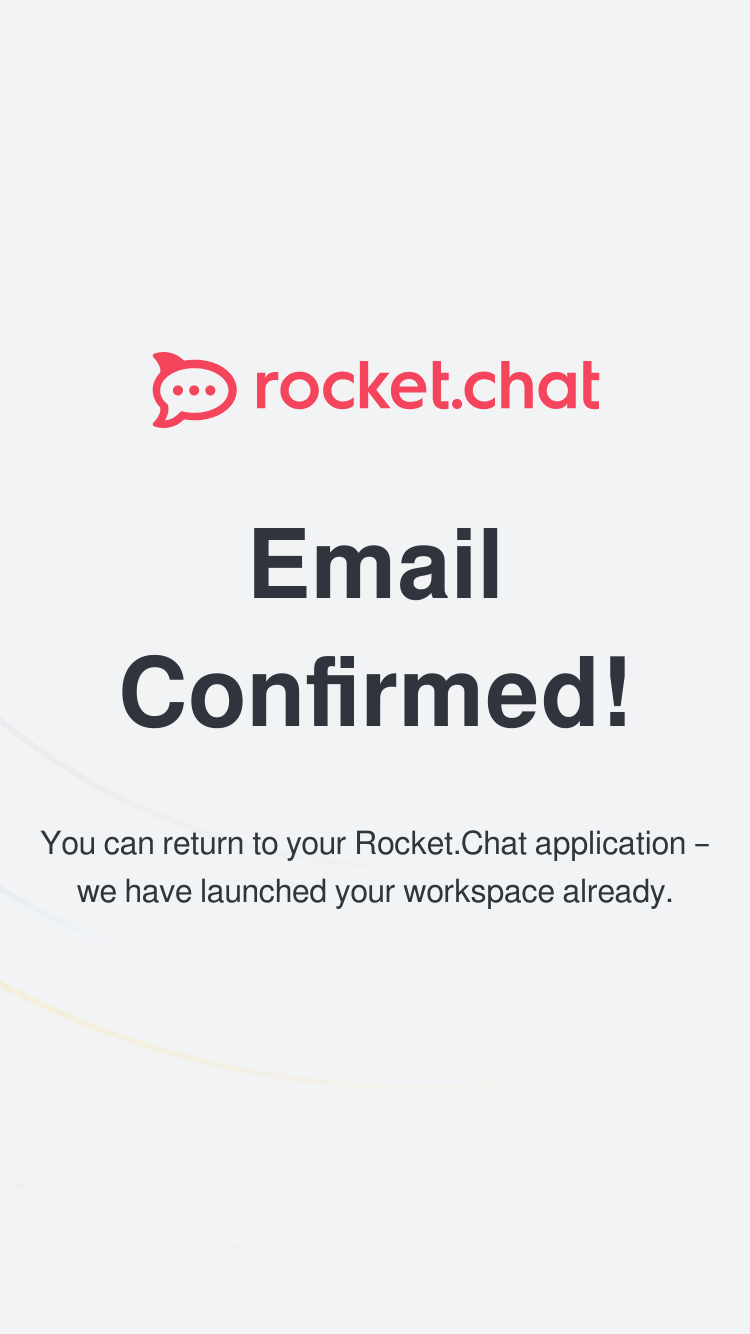 rocket.chat
Email
Confirmed!
You can return to your Rocket.Chat application –
we have launched your workspace already.